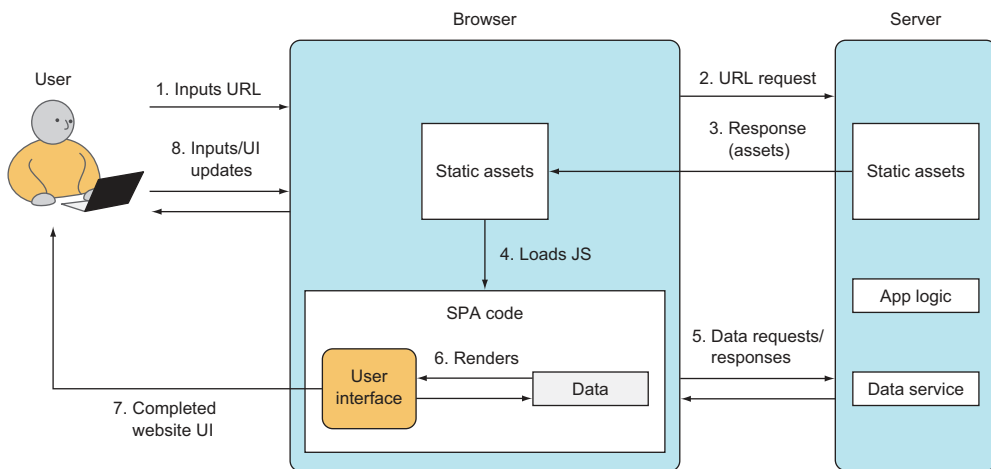 Browser
Server
User
1. Inputs URL
2. URL request
3. Response
(assets)
8. Inputs/UI
updates
Static assets
Static assets
4. Loads JS
App logic
SPA code
5. Data requests/
responses
6. Renders
User
interface
Data
Data service
7. Completed
website UI